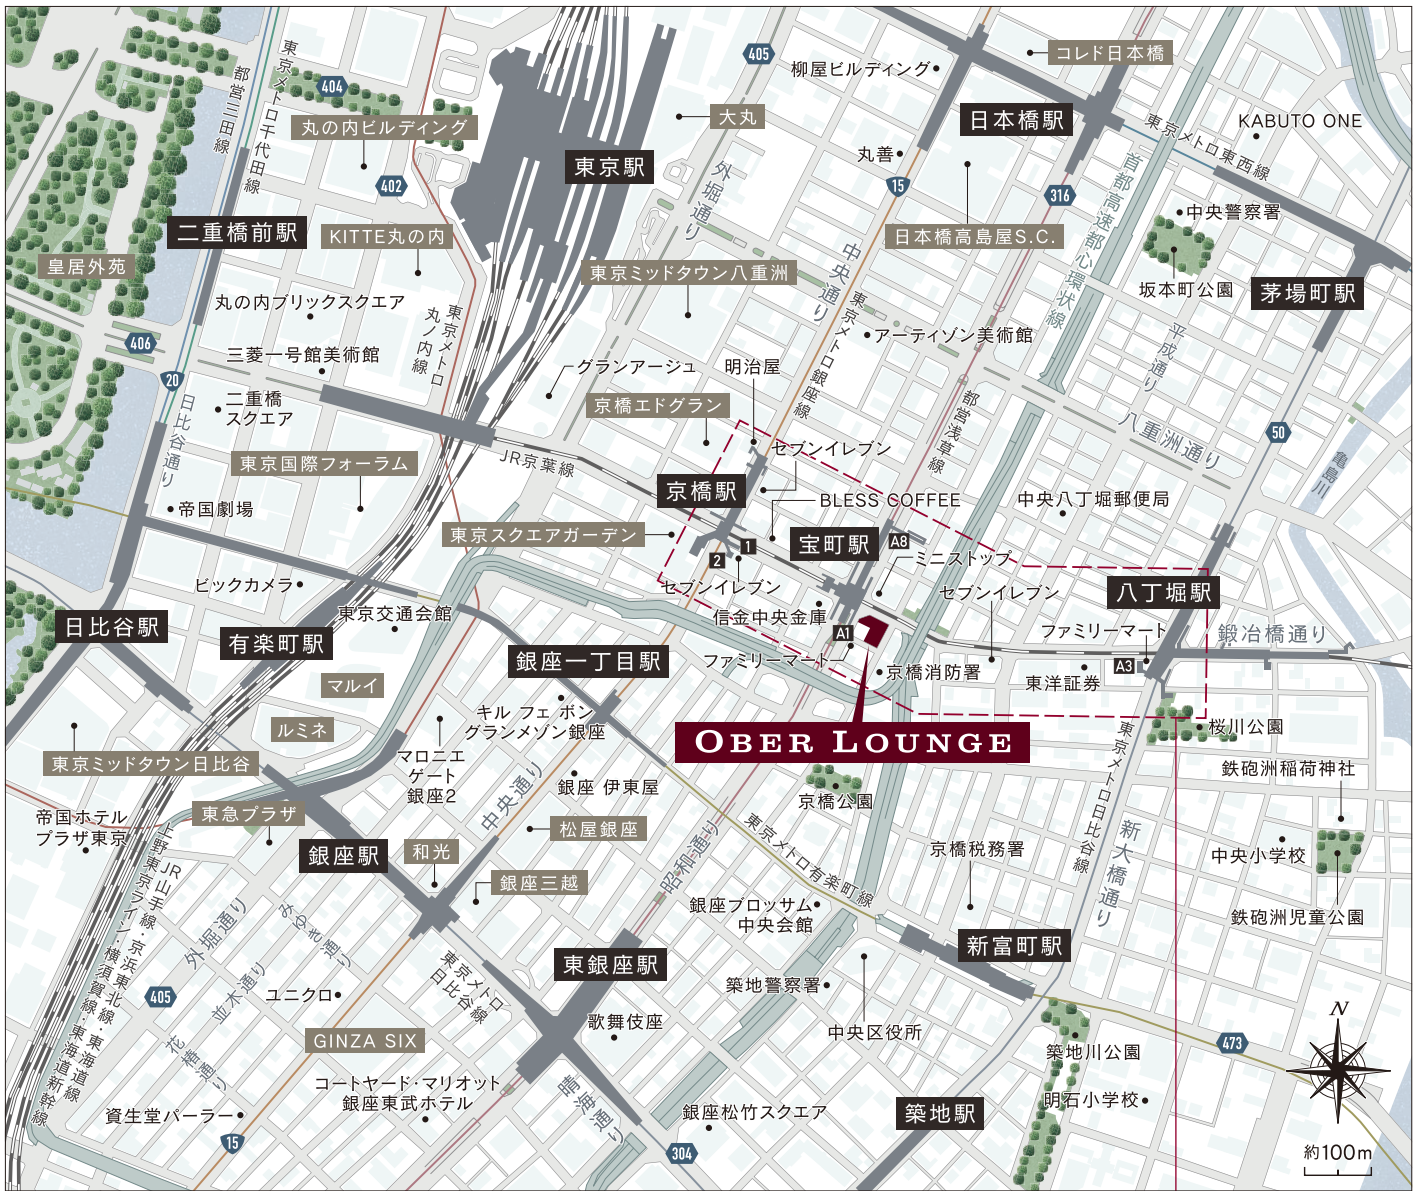 405
柳屋ビルディング
コレド日本橋
東京メトロ千代田線
都営三田線
404
丸の内ビルディング
大丸
日本橋駅
KABUTO ONE
東京メトロ東西線
丸善
東京駅
外堀通り
402
15
316
首都高速都心環状線
中央警察署
二重橋前駅
KITTE丸の内
日本橋高島屋S.C.
皇居外苑
東京ミッドタウン八重洲
中央通り
坂本町公園
茅場町駅
丸の内ブリックスクエア
東京メトロ
丸ノ内線
東京メトロ銀座線
アーティゾン美術館
平成通り
406
三菱一号館美術館
20
グランアージュ
明治屋
二重橋
スクエア
日比谷通り
京橋エドグラン
都営浅草線
八重洲通り
50
亀島川
東京国際フォーラム
JR京葉線
セブンイレブン
京橋駅
BLESS COFFEE
中央八丁堀郵便局
帝国劇場
東京スクエアガーデン
1
2
宝町駅
A8
ミニストップ
ビックカメラ
セブンイレブン
セブンイレブン
八丁堀駅
東京交通会館
信金中央金庫
日比谷駅
有楽町駅
A1
ファミリーマート
鍛冶橋通り
銀座一丁目駅
ファミリーマート
京橋消防署
A3
東洋証券
マルイ
キル フェ ボン
グランメゾン銀座
ルミネ
OBER LOUNGE
桜川公園
東京ミッドタウン日比谷
マロニエ
ゲート
銀座2
中央通り
銀座 伊東屋
京橋公園
東京メトロ日比谷線
鉄砲洲稲荷神社
帝国ホテル
プラザ東京
東急プラザ
松屋銀座
昭和通り
東京メトロ有楽町線
新大橋通り
銀座駅
和光
京橋税務署
中央小学校
銀座三越
銀座ブロッサム
中央会館
鉄砲洲児童公園
外堀通り
みゆき通り
上野東京ライン・横須賀線・東海道新幹線
JR山手線・京浜東北線・東海道線
東京メトロ
日比谷線
東銀座駅
新富町駅
405
並木通り
ユニクロ
築地警察署
歌舞伎座
中央区役所
花椿通り
GINZA SIX
築地川公園
473
N
コートヤード・マリオット
銀座東武ホテル
晴海通り
資生堂パーラー
銀座松竹スクエア
築地駅
明石小学校
15
304
約100m